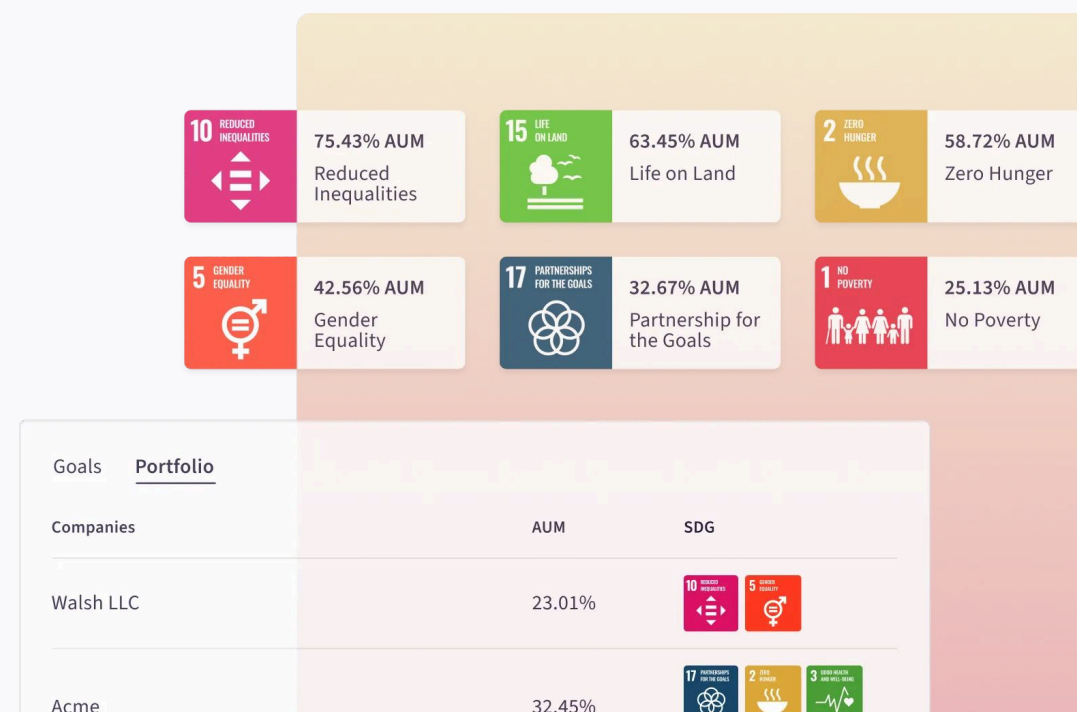 10 REDUCED
INEQUALITIES
75.43% AUM
Reduced
Inequalities
15 LIFE
ON LAND
63.45% AUM
Life on Land
2 ZERO
HUNGER
58.72% AUM
Zero Hunger
5 GENDER
EQUALITY
42.56% AUM
Gender
Equality
17 PARTNERSHIPS
FOR THE GOALS
32.67% AUM
Partnership for
the Goals
1 NO
POVERTY
25.13% AUM
No Poverty
Goals Portfolio
Companies AUM SDG
Walsh LLC 23.01%
10 REDUCED
INEQUALITIES
5 GENDER
EQUALITY
Acme 32.45%
17 PARTNERSHIPS
FOR THE GOALS
2 ZERO
HUNGER
3 GOOD HEALTH
AND WELL-BEING